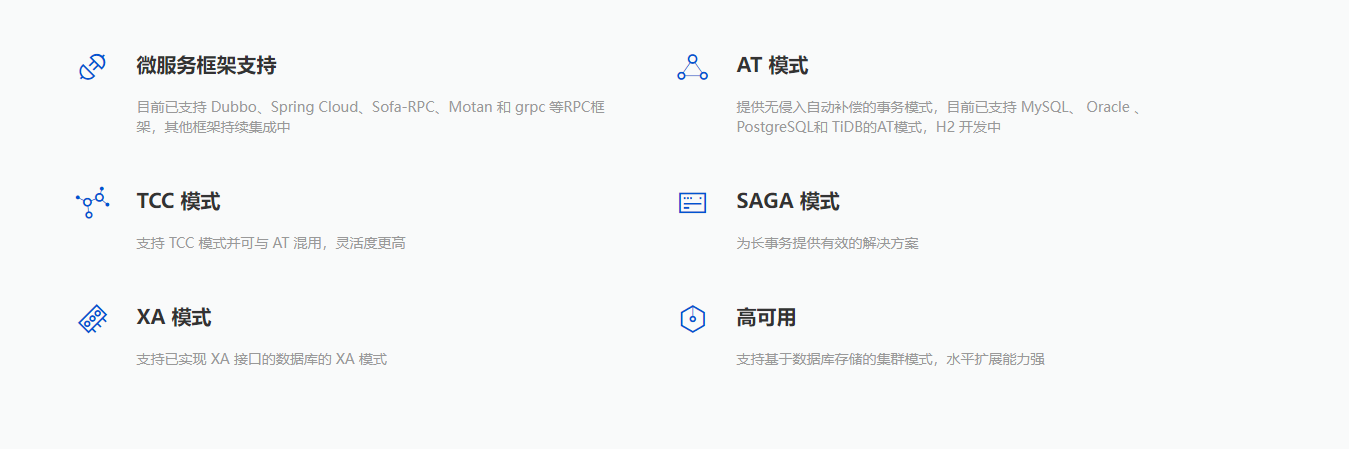 微服务框架支持
目前已支持 Dubbo、Spring Cloud、Sofa-RPC、Motan 和 grpc 等RPC框
架，其他框架持续集成中
AT 模式
提供无侵入自动补偿的事务模式，目前已支持 MySQL、 Oracle 、
PostgreSQL和 TiDB的AT模式，H2 开发中
TCC 模式
支持 TCC 模式并可与 AT 混用，灵活度更高
SAGA 模式
为长事务提供有效的解决方案
XA 模式
支持已实现 XA 接口的数据库的 XA 模式
高可用
支持基于数据库存储的集群模式，水平扩展能力强